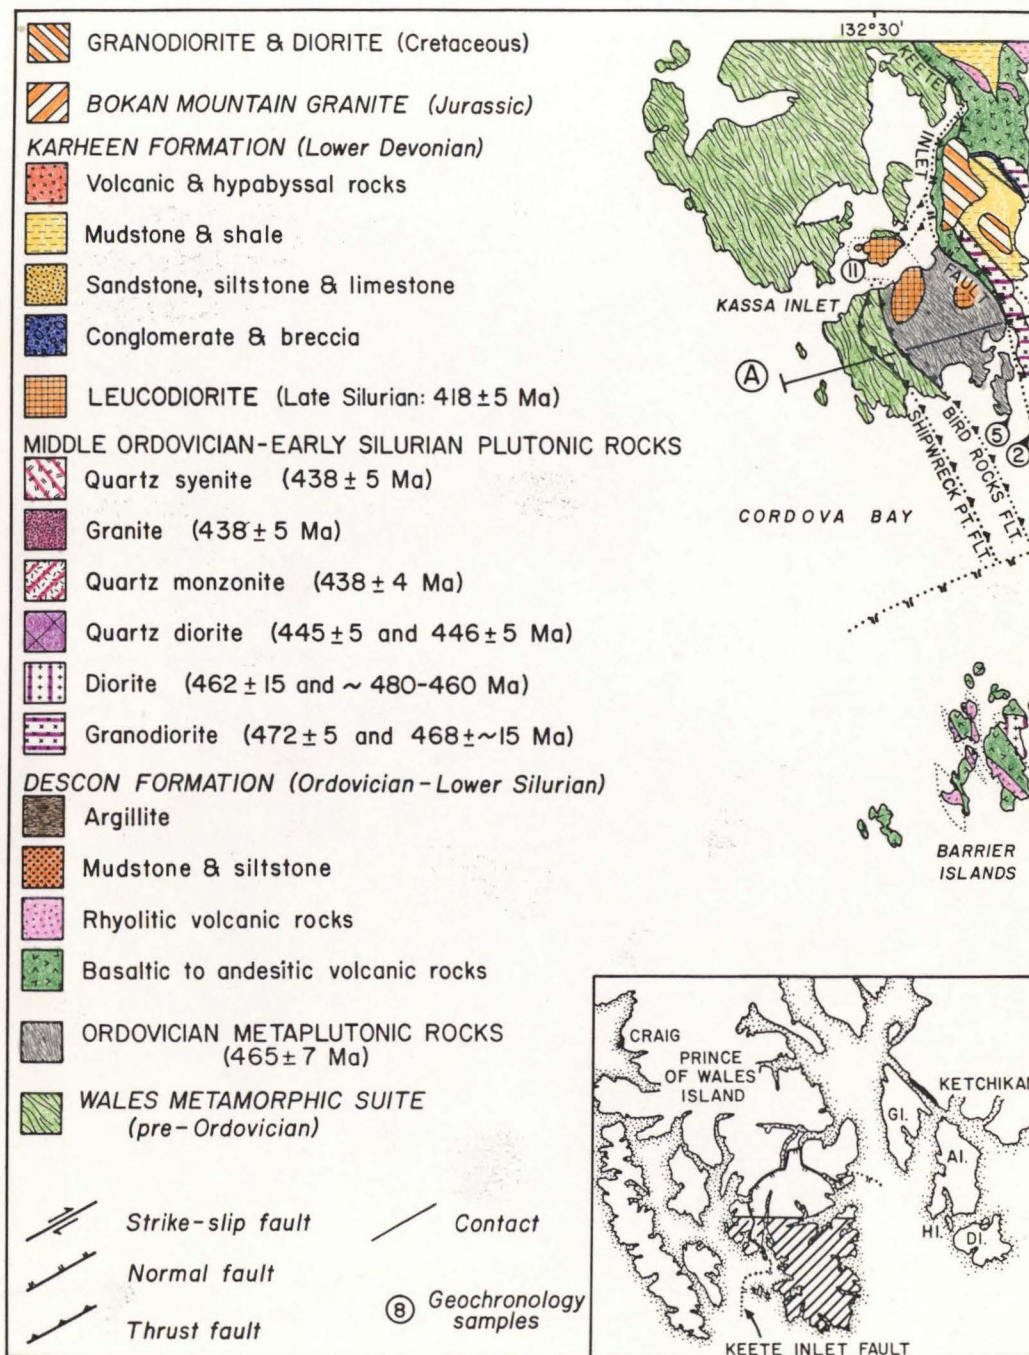 GRANODIORITE & DIORITE (Cretaceous)
BOKAN MOUNTAIN GRANITE (Jurassic)
KARHEEN FORMATION (Lower Devonian)
Volcanic & hypabyssal rocks
Mudstone & shale
Sandstone, siltstone & limestone
Conglomerate & breccia
LEUCODIORITE (Late Silurian: 418±5 Ma)
MIDDLE ORDOVICIAN-EARLY SILURIAN PLUTONIC ROCKS
Quartz syenite (438±5 Ma)
Granite (438±5 Ma)
Quartz monzonite (438±4 Ma)
Quartz diorite (445±5 and 446±5 Ma)
Diorite (462±15 and ~480-460 Ma)
Granodiorite (472±5 and 468±~15 Ma)
DESCON FORMATION (Ordovician-Lower Silurian)
Argillite
Mudstone & siltstone
Rhyolitic volcanic rocks
Basaltic to andesitic volcanic rocks
ORDOVICIAN METAPLUTONIC ROCKS
(465±7 Ma)
WALES METAMORPHIC SUITE
(pre-Ordovician)
Strike-slip fault
Normal fault
Thrust fault
Contact
8 Geochronology
samples
132°30'
KEETE
INLET
FAULT
11
KASSA INLET
A
5
2
SHIPWRECK PT. FLT.
BIRD ROCKS FLT.
CORDOVA BAY
BARRIER
ISLANDS
CRAIG
PRINCE
OF WALES
ISLAND
KETCHIKAN
GI.
AI.
HI.
DI.
KEETE INLET FAULT